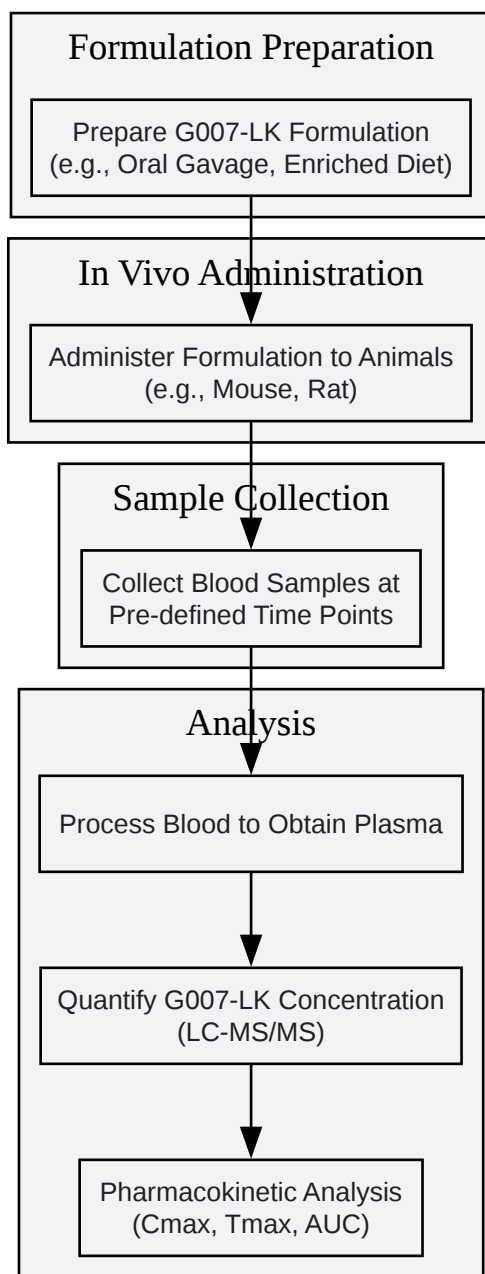 Formulation Preparation
Prepare G007-LK Formulation
(e.g., Oral Gavage, Enriched Diet)
In Vivo Administration
Administer Formulation to Animals
(e.g., Mouse, Rat)
Sample Collection
Collect Blood Samples at
Pre-defined Time Points
Analysis
Process Blood to Obtain Plasma
Quantify G007-LK Concentration
(LC-MS/MS)
Pharmacokinetic Analysis
(Cmax, Tmax, AUC)